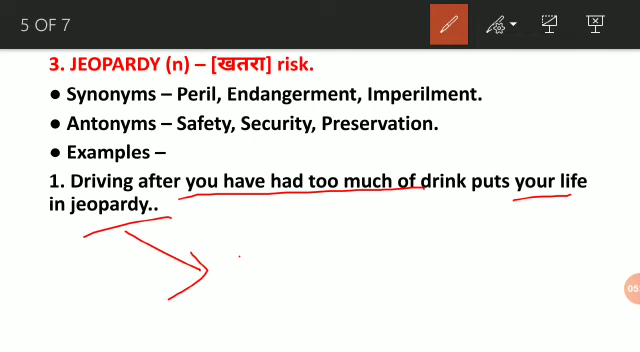 5 OF 7
3. JEOPARDY (n) – [खतरा] risk.
● Synonyms – Peril, Endangerment, Imperilment.
● Antonyms – Safety, Security, Preservation.
● Examples –
1. Driving after you have had too much of drink puts your life
in jeopardy..